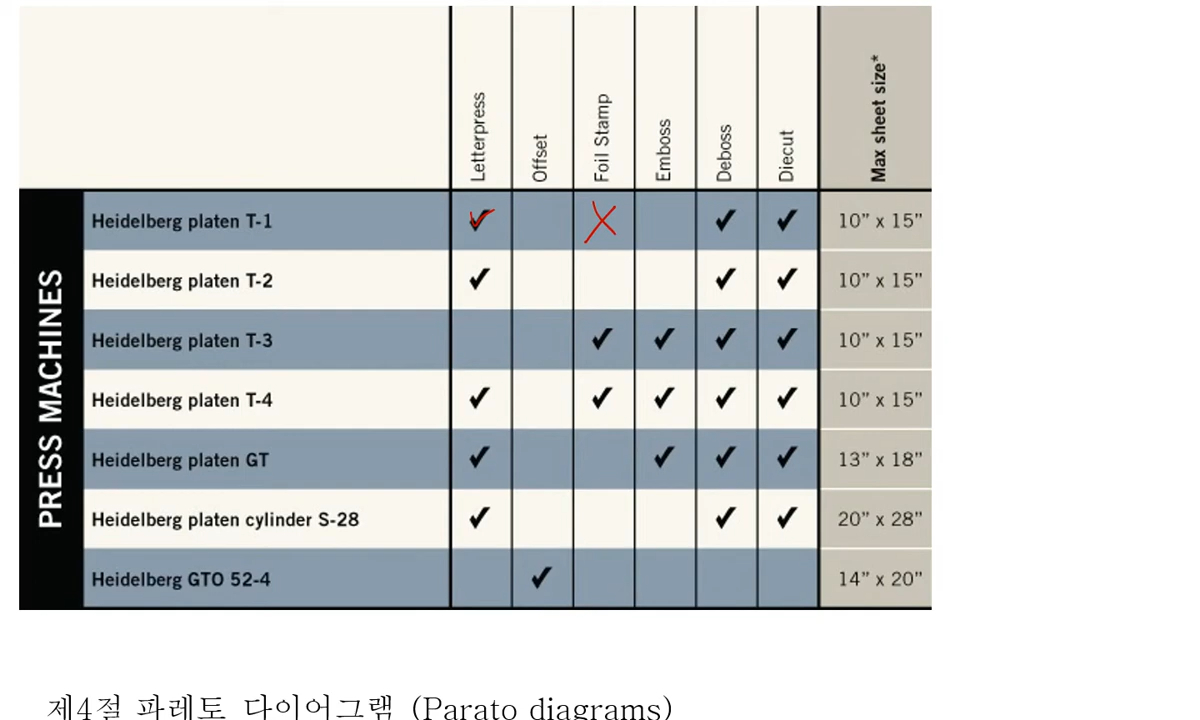 Letterpress Offset Foil Stamp Emboss Deboss Diecut Max sheet size*
PRESS MACHINES
Heidelberg platen T-1 ✓ ✓ ✓ 10” x 15”
Heidelberg platen T-2 ✓ ✓ ✓ 10” x 15”
Heidelberg platen T-3 ✓ ✓ ✓ ✓ 10” x 15”
Heidelberg platen T-4 ✓ ✓ ✓ ✓ ✓ 10” x 15”
Heidelberg platen GT ✓ ✓ ✓ ✓ 13” x 18”
Heidelberg platen cylinder S-28 ✓ ✓ ✓ 20” x 28”
Heidelberg GTO 52-4 ✓ 14” x 20”
제4절 파레토 다이어그램 (Parato diagrams)